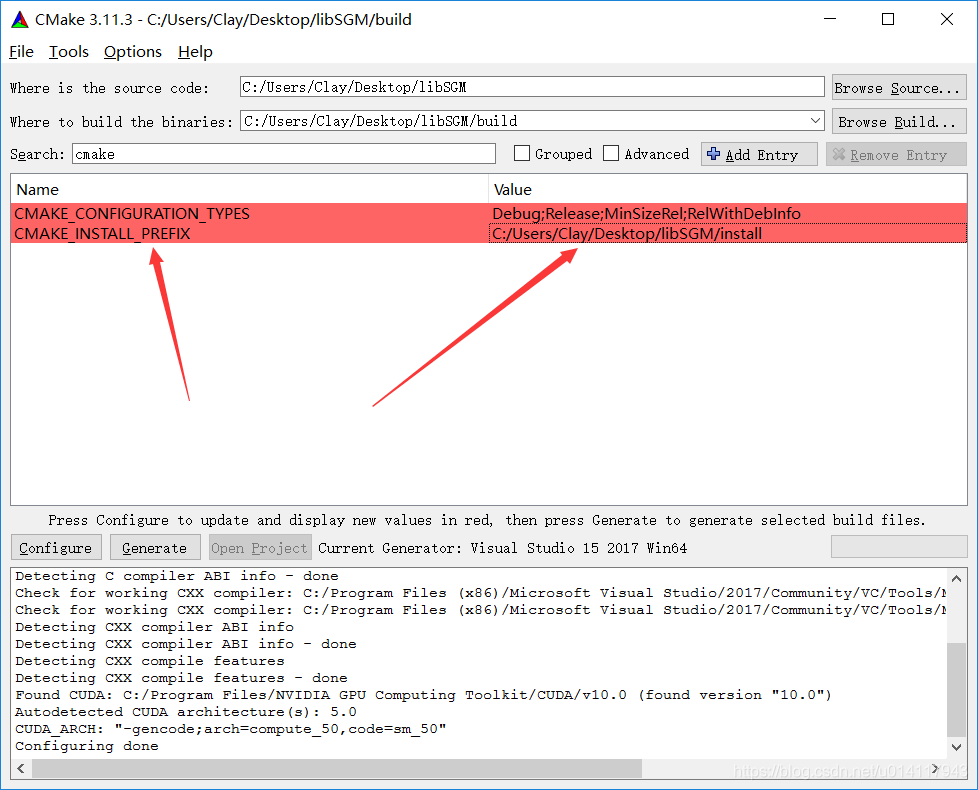 CMake 3.11.3 - C:/Users/Clay/Desktop/libSGM/build
File Tools Options Help
Where is the source code: C:/Users/Clay/Desktop/libSGM Browse Source...
Where to build the binaries: C:/Users/Clay/Desktop/libSGM/build Browse Build...
Search: cmake Grouped Advanced Add Entry Remove Entry
Name Value
CMAKE_CONFIGURATION_TYPES Debug;Release;MinSizeRel;RelWithDebInfo
CMAKE_INSTALL_PREFIX C:/Users/Clay/Desktop/libSGM/install
Press Configure to update and display new values in red, then press Generate to generate selected build files.
Configure Generate Open Project Current Generator: Visual Studio 15 2017 Win64
Detecting C compiler ABI info - done
Check for working CXX compiler: C:/Program Files (x86)/Microsoft Visual Studio/2017/Community/VC/Tools/M
Check for working CXX compiler: C:/Program Files (x86)/Microsoft Visual Studio/2017/Community/VC/Tools/M
Detecting CXX compiler ABI info
Detecting CXX compiler ABI info - done
Detecting CXX compile features
Detecting CXX compile features - done
Found CUDA: C:/Program Files/NVIDIA GPU Computing Toolkit/CUDA/v10.0 (found version "10.0")
Autodetected CUDA architecture(s): 5.0
CUDA_ARCH: "-gencode;arch=compute_50,code=sm_50"
Configuring done